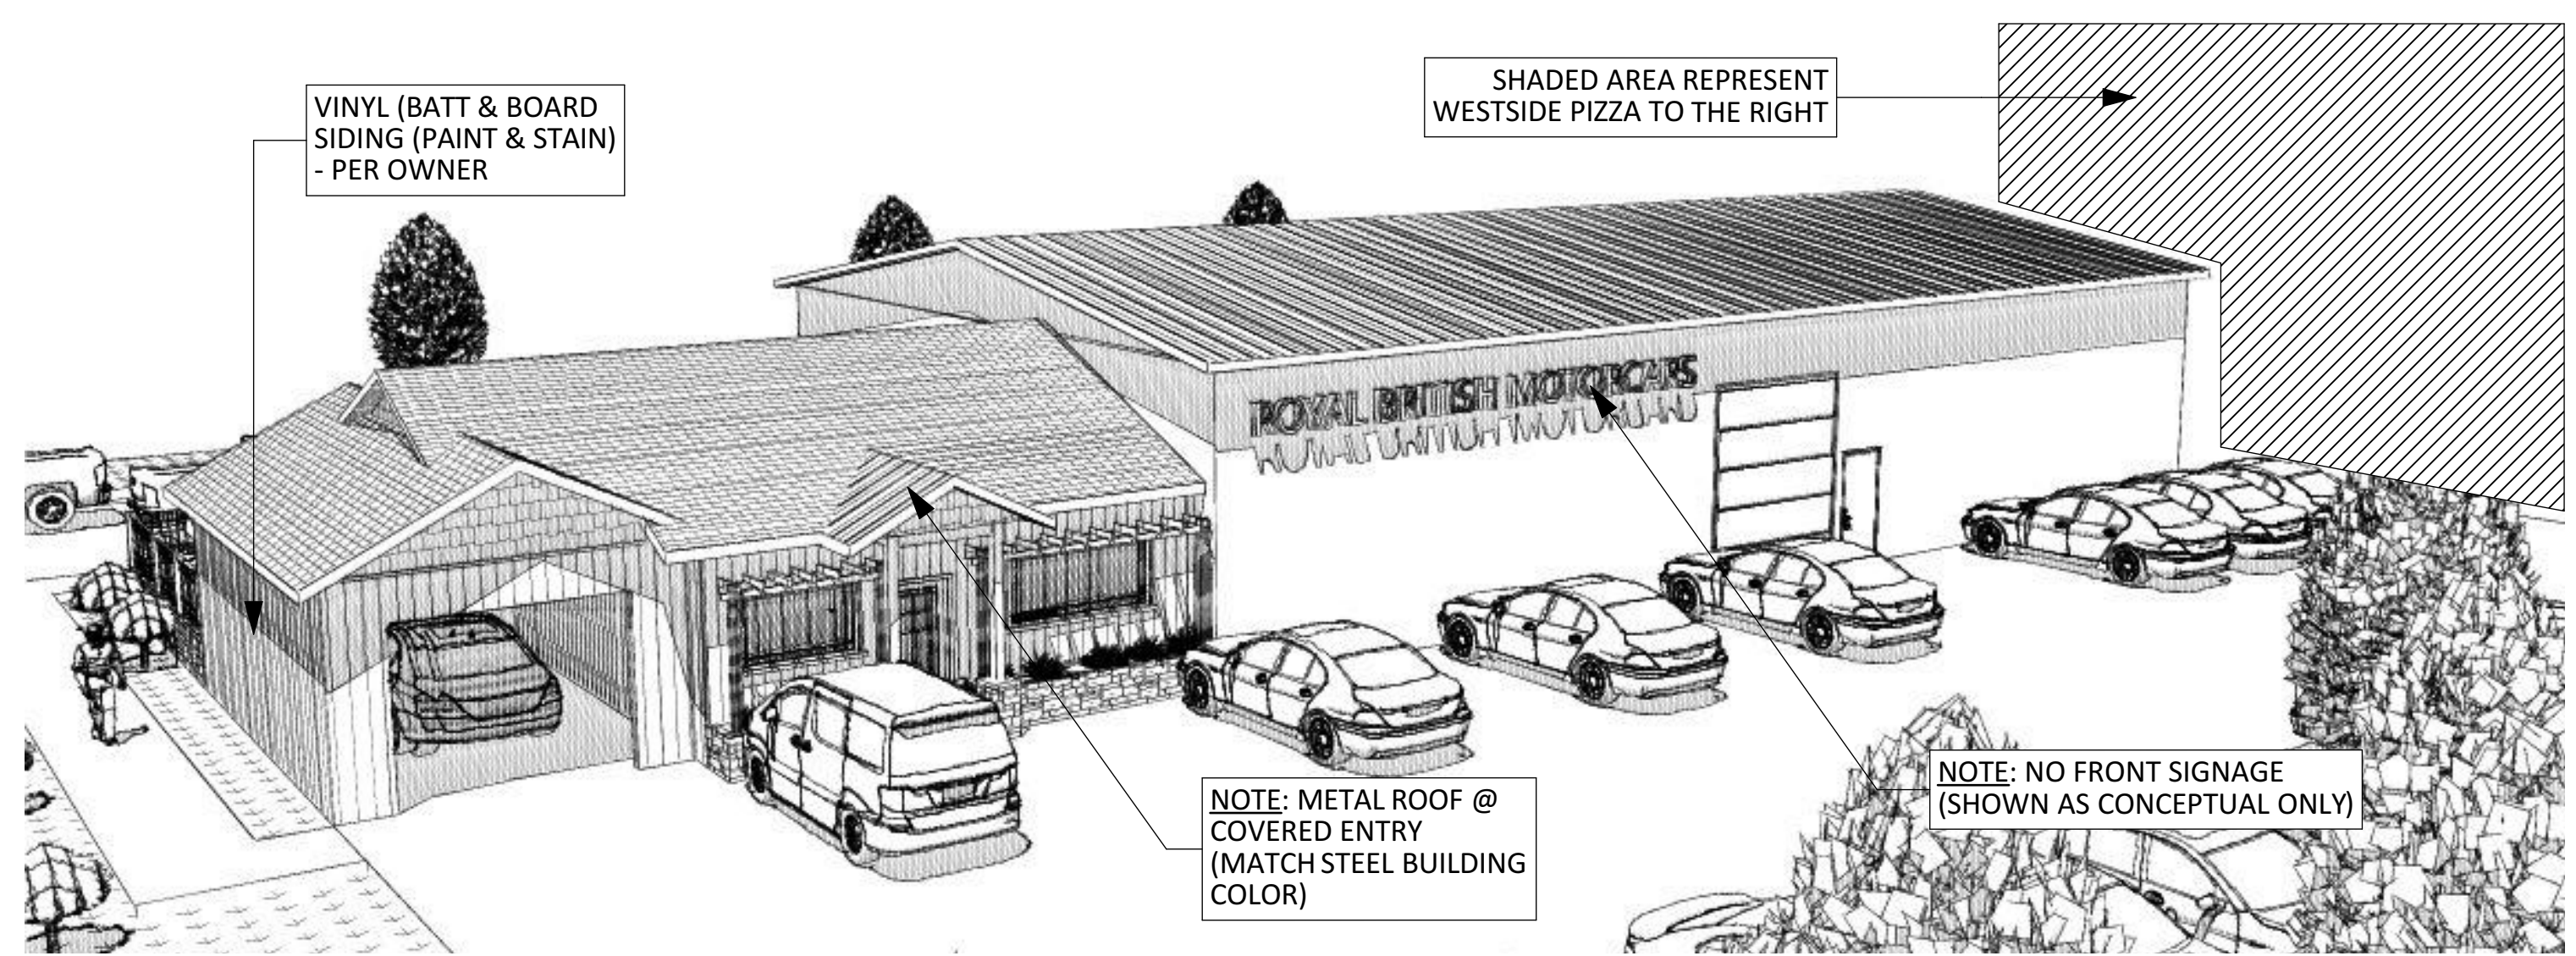 SHADED AREA REPRESENT
WESTSIDE PIZZA TO THE RIGHT
VINYL (BATT & BOARD
SIDING (PAINT & STAIN)
- PER OWNER
ROYAL BRITISH MOTORCARS
NOTE: NO FRONT SIGNAGE
(SHOWN AS CONCEPTUAL ONLY)
NOTE: METAL ROOF @
COVERED ENTRY
(MATCH STEEL BUILDING
COLOR)